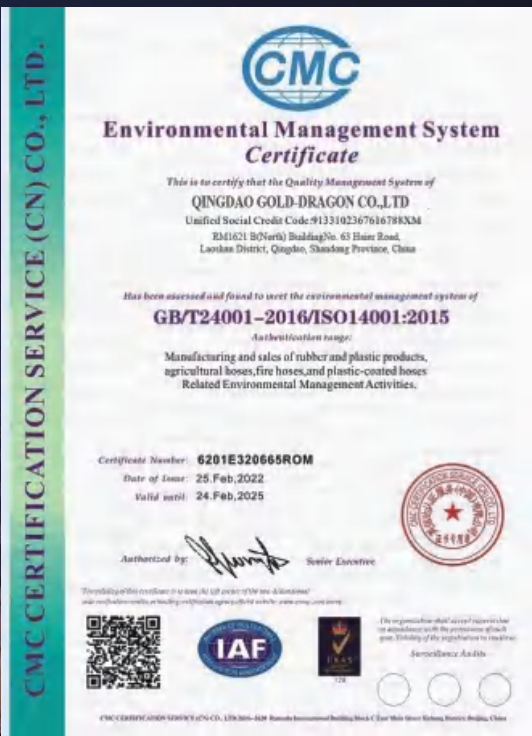 CMC CERTIFICATION SERVICE (CN) CO., LTD.
CMC
Environmental Management System
Certificate
This is to certify that the Quality Management System of
QINGDAO GOLD-DRAGON CO.,LTD
Unified Social Credit Code:9133102367616788XM
RM1621 B(North) BuildingNo. 63 Haier Road,
Laoshan District, Qingdao, Shandong Province, China
Has been assessed and found to meet the environmental management system of
GB/T24001-2016/ISO14001:2015
Authentication range:
Manufacturing and sales of rubber and plastic products,
agricultural hoses,fire hoses,and plastic-coated hoses
Related Environmental Management Activities.
Certificate Number: 6201E320665ROM
Date of Issue: 25.Feb,2022
Valid until: 24.Feb,2025
Authorized by:
Senior Executive
IAF
UKAS
Surveillance Audits